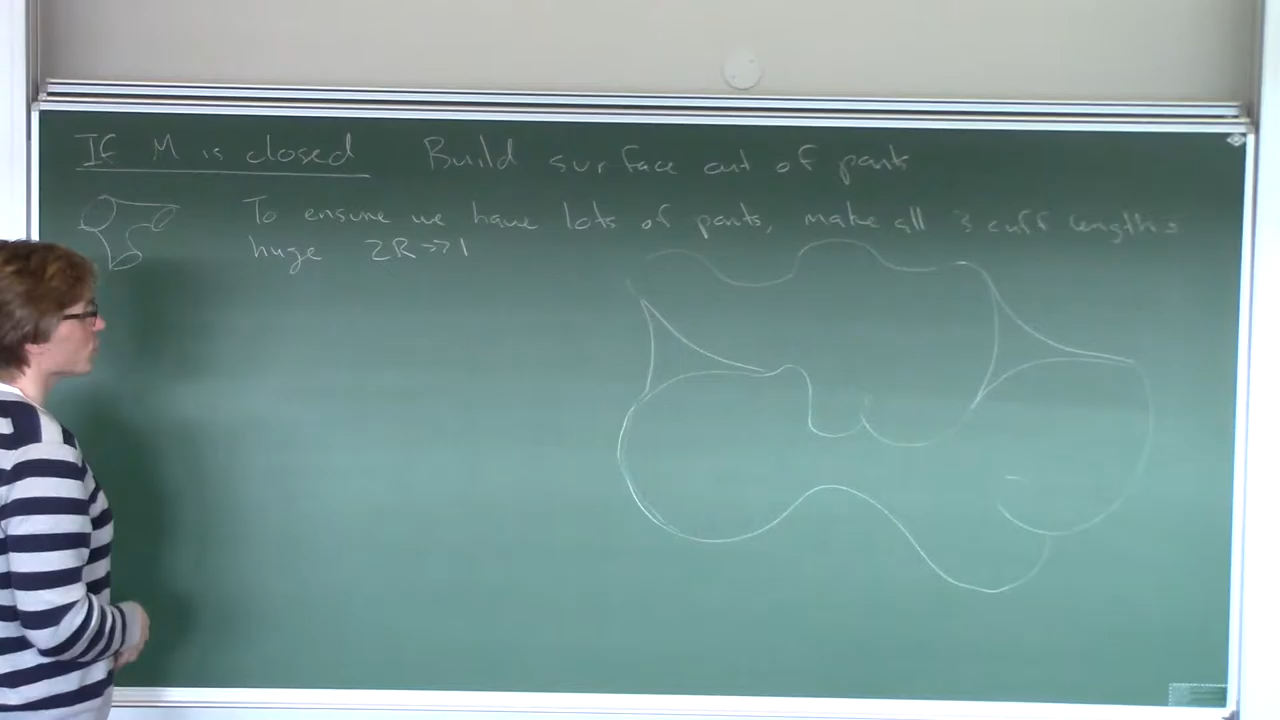 If M is closed Build surface out of pants
To ensure we have lots of pants, make all 3 cuff lengths
huge 2R >> 1